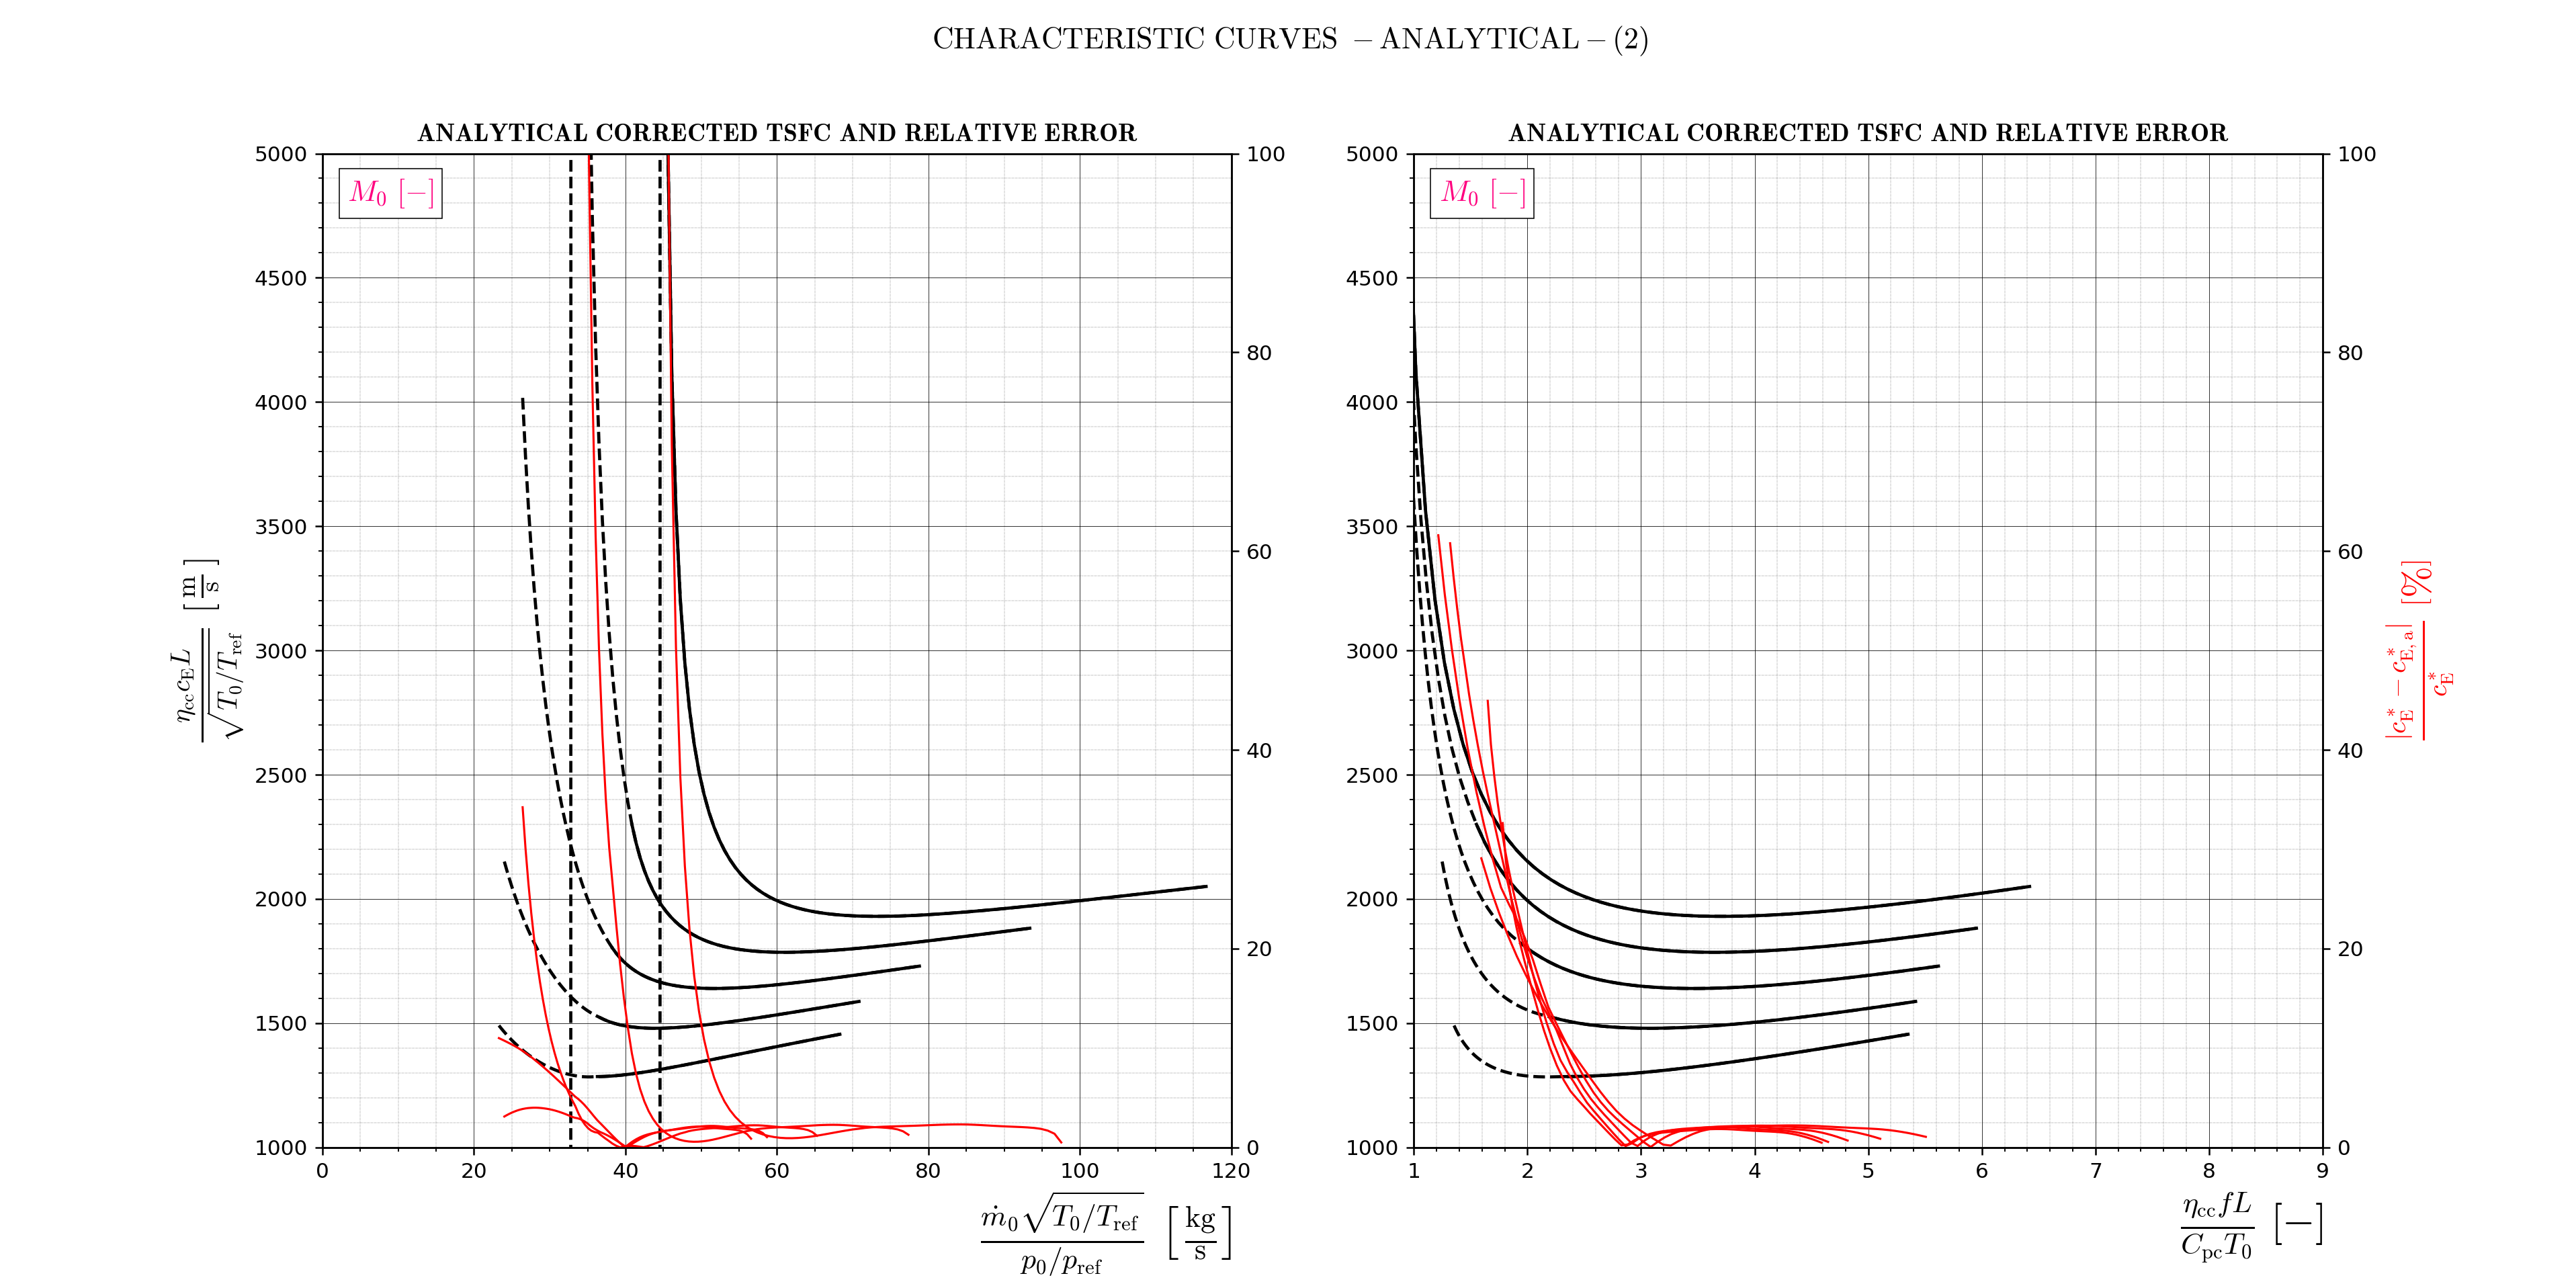 CHARACTERISTIC CURVES − ANALYTICAL − (2)
ANALYTICAL CORRECTED TSFC AND RELATIVE ERROR
M₀ [−]
5000
4500
4000
3500
3000
2500
2000
1500
1000
100
80
60
40
20
0
0 20 40 60 80 100 120
η_cc c_E L / √(T₀/T_ref) [m/s]
ṁ₀ √(T₀/T_ref) / (p₀/p_ref) [kg/s]
ANALYTICAL CORRECTED TSFC AND RELATIVE ERROR
M₀ [−]
5000
4500
4000
3500
3000
2500
2000
1500
1000
100
80
60
40
20
0
1 2 3 4 5 6 7 8 9
|c_E* − c_E,a*| / c_E* [%]
η_cc f L / (C_pc T₀) [−]